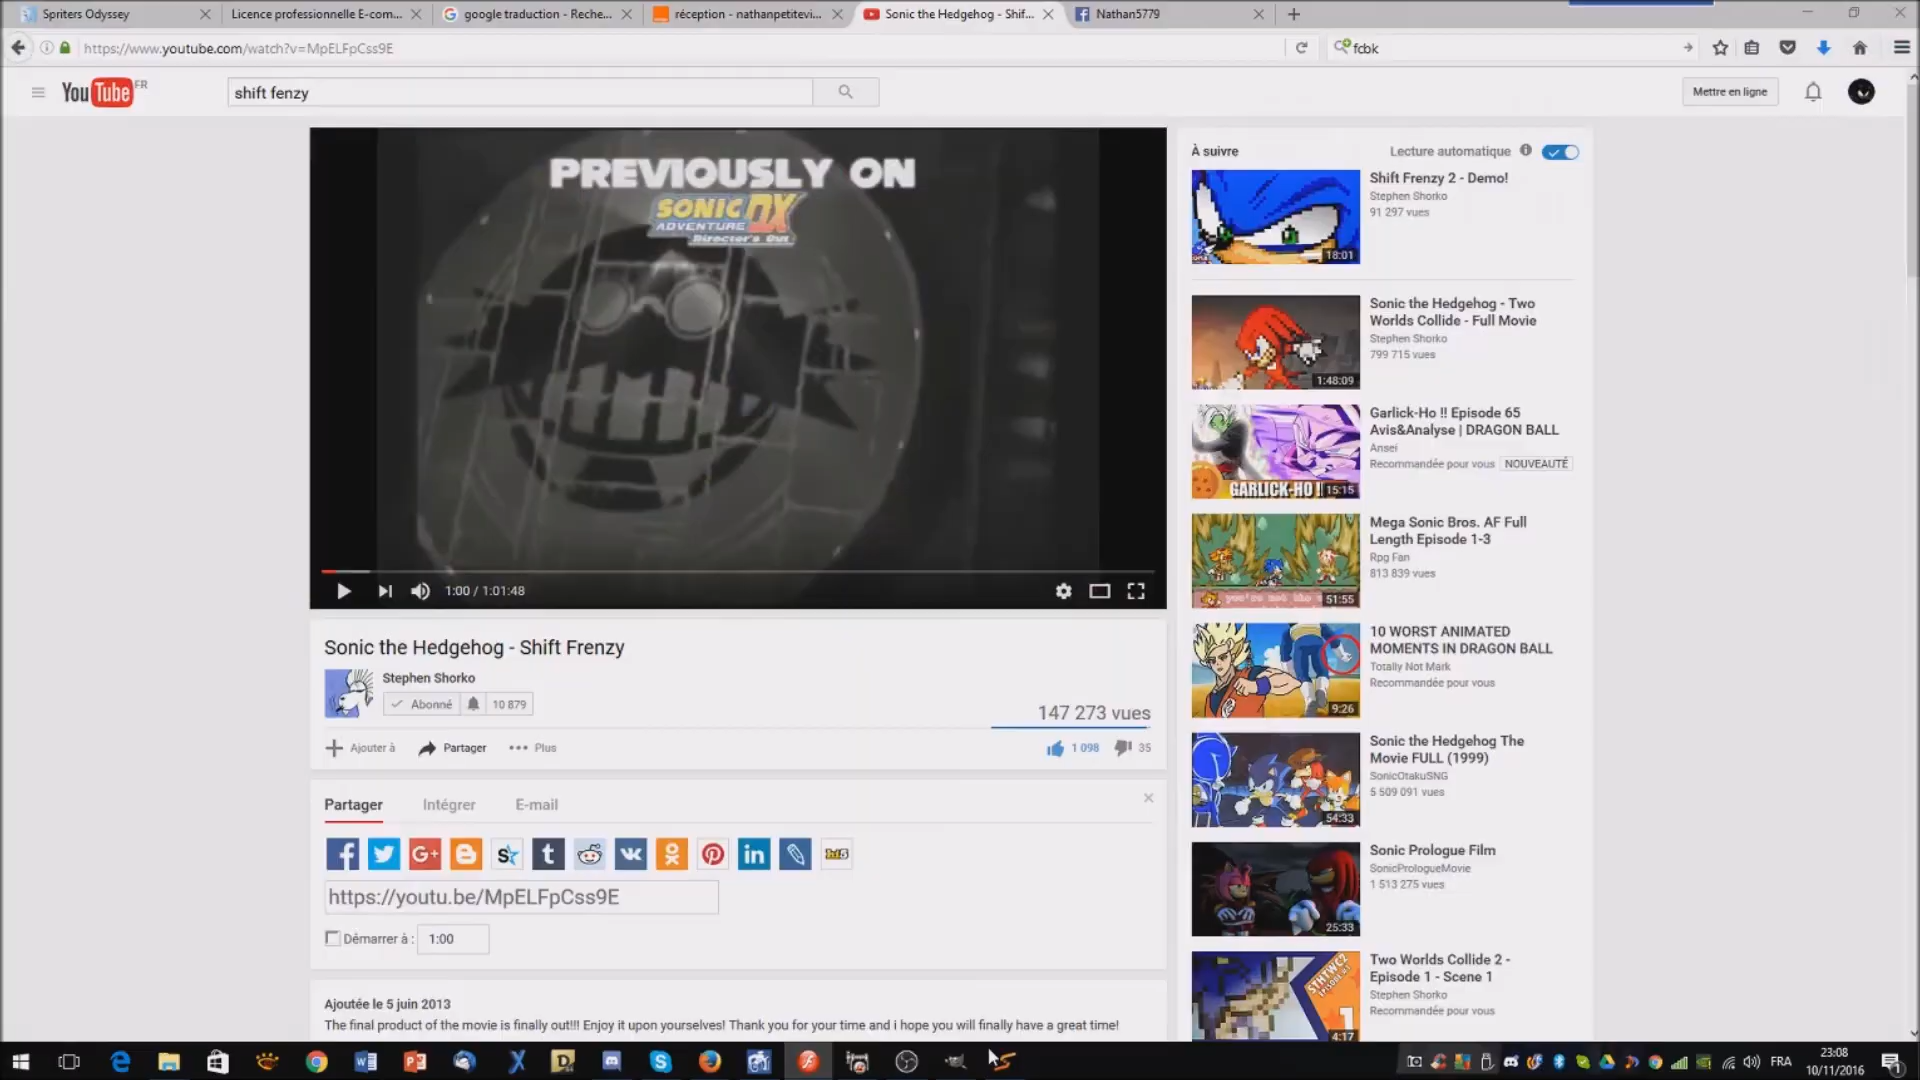 Spriters Odyssey
Licence professionnelle E-com...
google traduction - Reche...
réception - nathanpetitevi...
Sonic the Hedgehog - Shif...
Nathan5779
https://www.youtube.com/watch?v=MpELFpCss9E
fcbk
YouTube FR
shift fenzy
Mettre en ligne
PREVIOUSLY ON
SONIC
ADVENTURE DX
Director's Cut
1:00 / 1:01:48
Sonic the Hedgehog - Shift Frenzy
Stephen Shorko
Abonné 10 879
147 273 vues
Ajouter à Partager Plus
1 098 35
Partager Intégrer E-mail
https://youtu.be/MpELFpCss9E
Démarrer à : 1:00
Ajoutée le 5 juin 2013
The final product of the movie is finally out!!! Enjoy it upon yourselves! Thank you for your time and i hope you will finally have a great time!
À suivre
Lecture automatique
Shift Frenzy 2 - Demo!
Stephen Shorko
91 297 vues
18:01
Sonic the Hedgehog - Two
Worlds Collide - Full Movie
Stephen Shorko
799 715 vues
1:48:09
Garlick-Ho !! Episode 65
Avis&Analyse | DRAGON BALL
Ansei
Recommandée pour vous NOUVEAUTÉ
GARLICK-HO !
15:15
Mega Sonic Bros. AF Full
Length Episode 1-3
Rpg Fan
813 839 vues
you're not the
51:55
10 WORST ANIMATED
MOMENTS IN DRAGON BALL
Totally Not Mark
Recommandée pour vous
9:26
Sonic the Hedgehog The
Movie FULL (1999)
SonicOtakuSNG
5 509 091 vues
54:33
Sonic Prologue Film
SonicPrologueMovie
1 513 275 vues
25:33
Two Worlds Collide 2 -
Episode 1 - Scene 1
Stephen Shorko
Recommandée pour vous
STHTWC2
1
4:17
FRA
23:08
10/11/2016